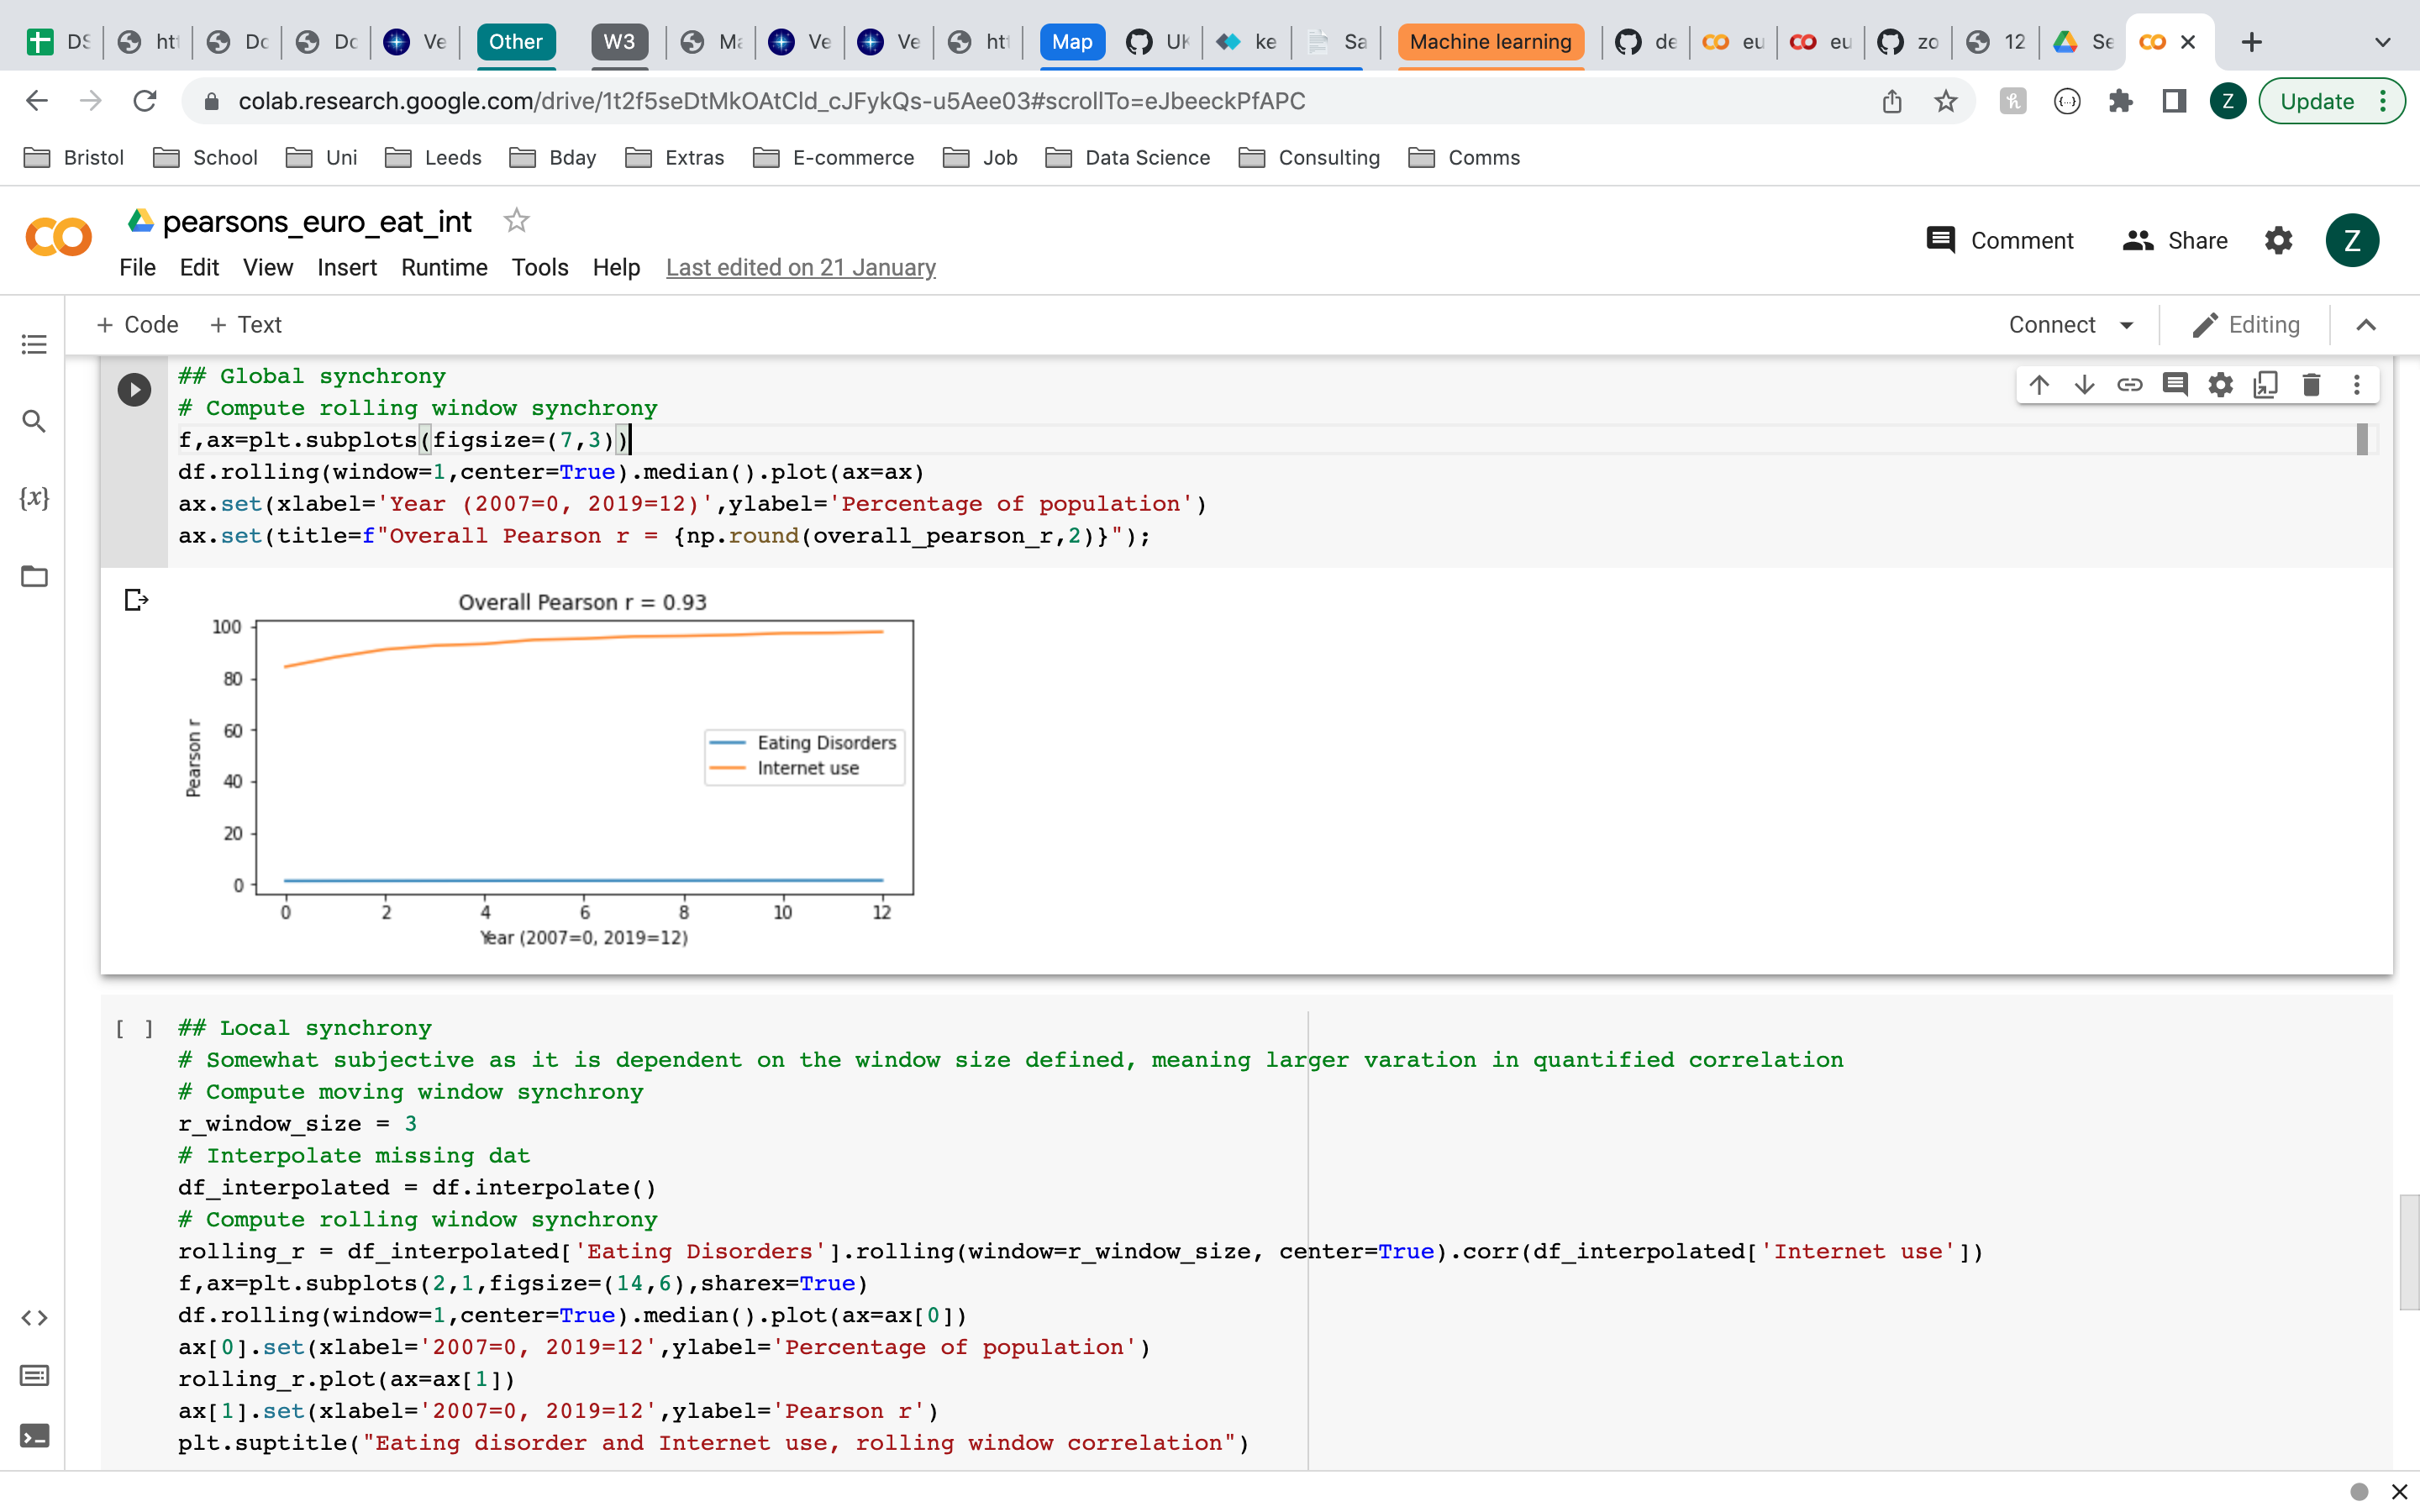 DS
htt
Dc
Dc
Ve
Other
W3
Ma
Ve
Ve
htt
Map
UK
ke
Sa
Machine learning
de
eu
eu
zo
12
Se
colab.research.google.com/drive/1t2f5seDtMkOAtCld_cJFykQs-u5Aee03#scrollTo=eJbeeckPfAPC
Z
Update
Bristol
School
Uni
Leeds
Bday
Extras
E-commerce
Job
Data Science
Consulting
Comms
pearsons_euro_eat_int
Comment
Share
Z
File Edit View Insert Runtime Tools Help Last edited on 21 January
+ Code + Text
Connect
Editing
{x}
## Global synchrony
# Compute rolling window synchrony
f,ax=plt.subplots(figsize=(7,3))
df.rolling(window=1,center=True).median().plot(ax=ax)
ax.set(xlabel='Year (2007=0, 2019=12)',ylabel='Percentage of population')
ax.set(title=f"Overall Pearson r = {np.round(overall_pearson_r,2)}");
Overall Pearson r = 0.93
100
80
60
40
20
0
Pearson r
Eating Disorders
Internet use
0 2 4 6 8 10 12
Year (2007=0, 2019=12)
[ ]
## Local synchrony
# Somewhat subjective as it is dependent on the window size defined, meaning larger varation in quantified correlation
# Compute moving window synchrony
r_window_size = 3
# Interpolate missing dat
df_interpolated = df.interpolate()
# Compute rolling window synchrony
rolling_r = df_interpolated['Eating Disorders'].rolling(window=r_window_size, center=True).corr(df_interpolated['Internet use'])
f,ax=plt.subplots(2,1,figsize=(14,6),sharex=True)
df.rolling(window=1,center=True).median().plot(ax=ax[0])
ax[0].set(xlabel='2007=0, 2019=12',ylabel='Percentage of population')
rolling_r.plot(ax=ax[1])
ax[1].set(xlabel='2007=0, 2019=12',ylabel='Pearson r')
plt.suptitle("Eating disorder and Internet use, rolling window correlation")